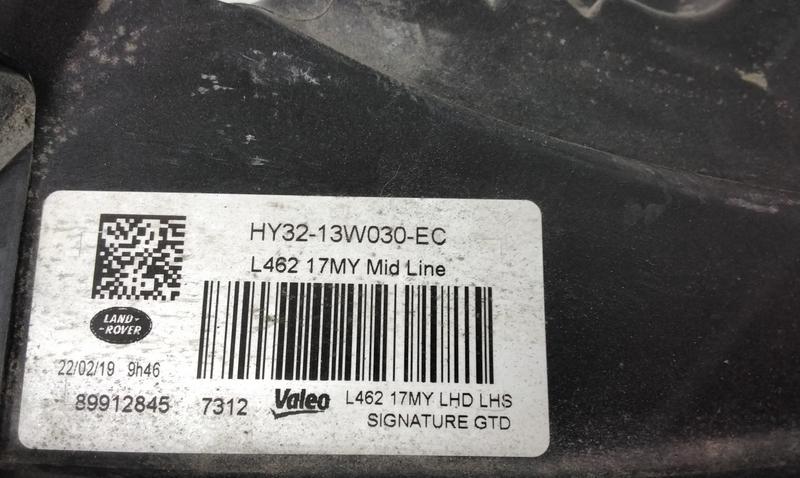 HY32-13W030-EC
L462 17MY Mid Line
LAND-
-ROVER
22/02/19 9h46
89912845 7312 Valeo L462 17MY LHD LHS
SIGNATURE GTD